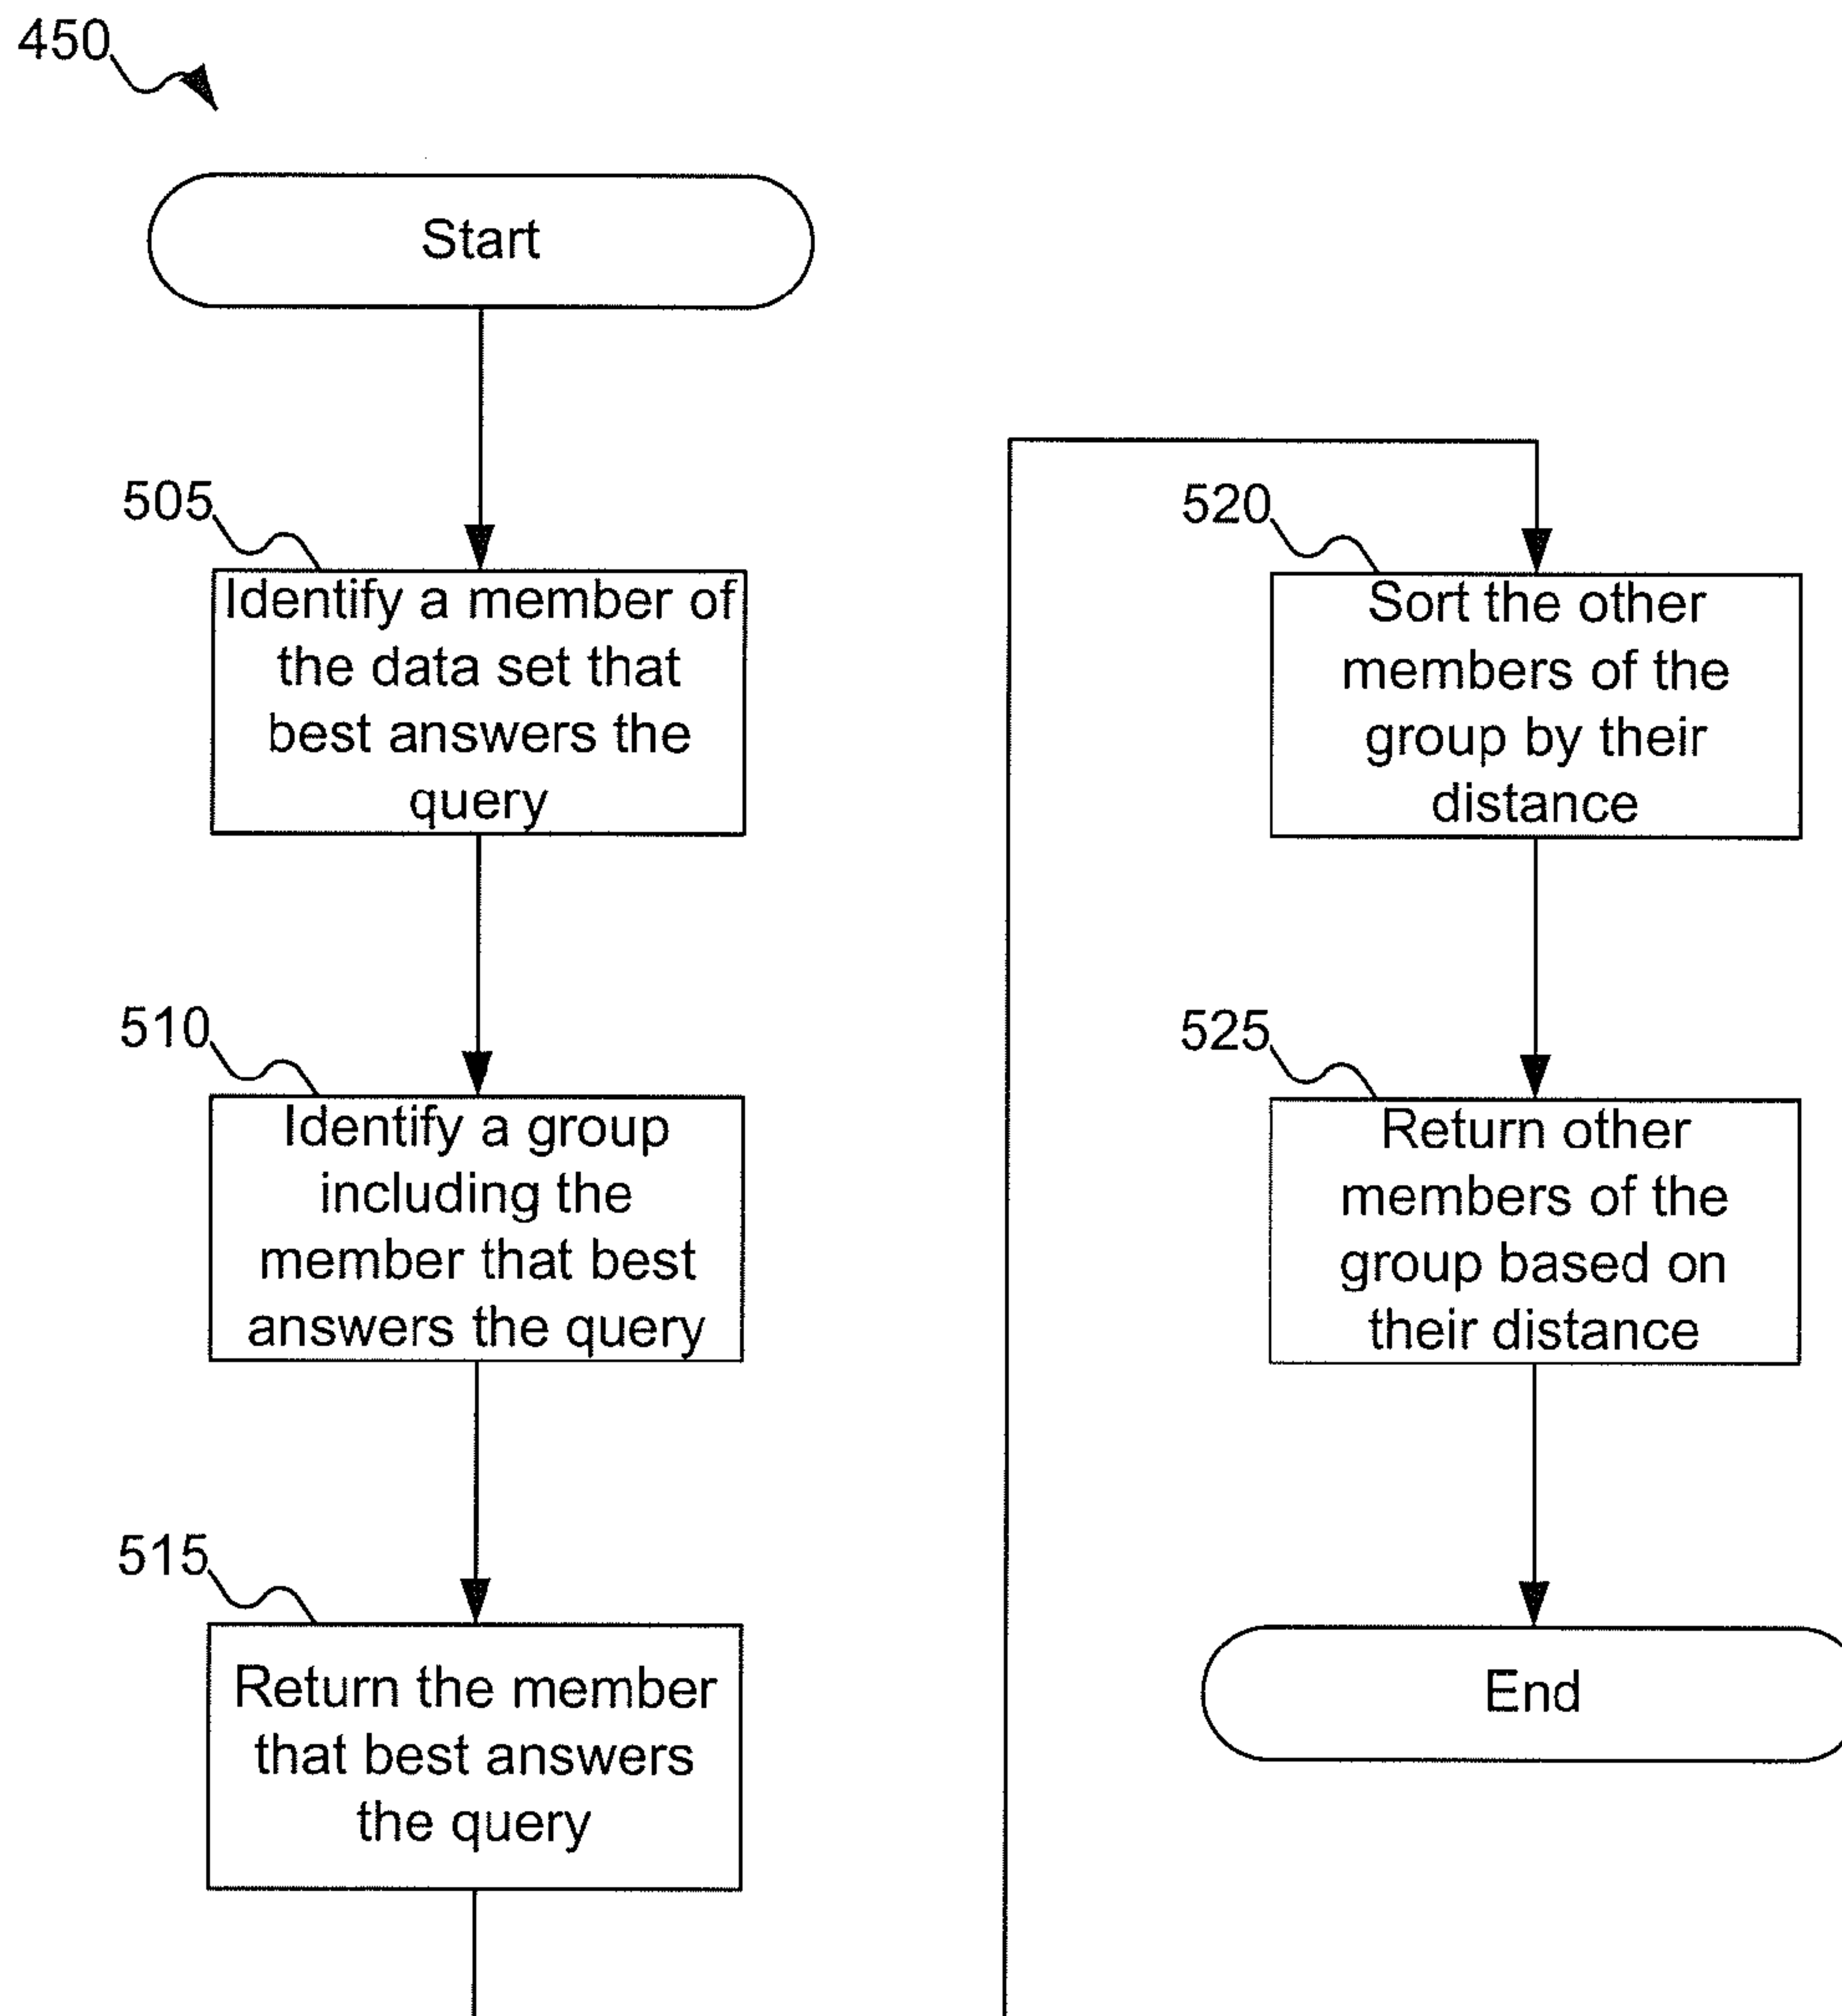 450
Start
505
Identify a member of
the data set that
best answers the
query
510
Identify a group
including the
member that best
answers the query
515
Return the member
that best answers
the query
520
Sort the other
members of the
group by their
distance
525
Return other
members of the
group based on
their distance
End